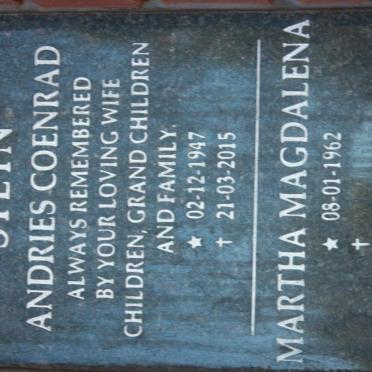 STEYN
ANDRIES COENRAD
ALWAYS REMEMBERED
BY YOUR LOVING WIFE
CHILDREN, GRAND CHILDREN
AND FAMILY
★ 02-12-1947
† 21-03-2015
MARTHA MAGDALENA
★ 08-01-1962
†